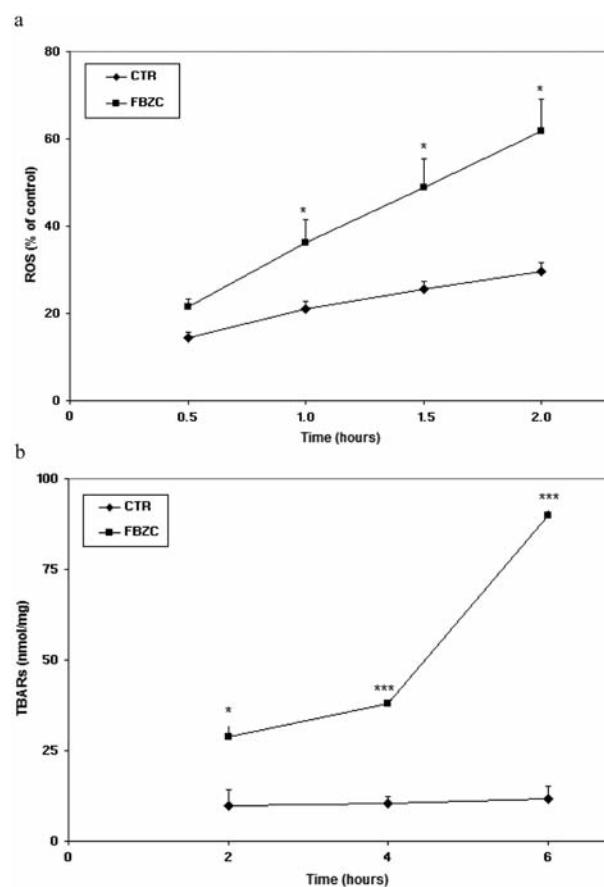 a
80
CTR
FBZC
*
*
*
60
ROS (% of control)
40
20
0
0 0.5 1.0 1.5 2.0
Time (hours)
b
100
CTR
FBZC
***
75
TBARs (nmol/mg)
50
***
*
25
0
0 2 4 6
Time (hours)